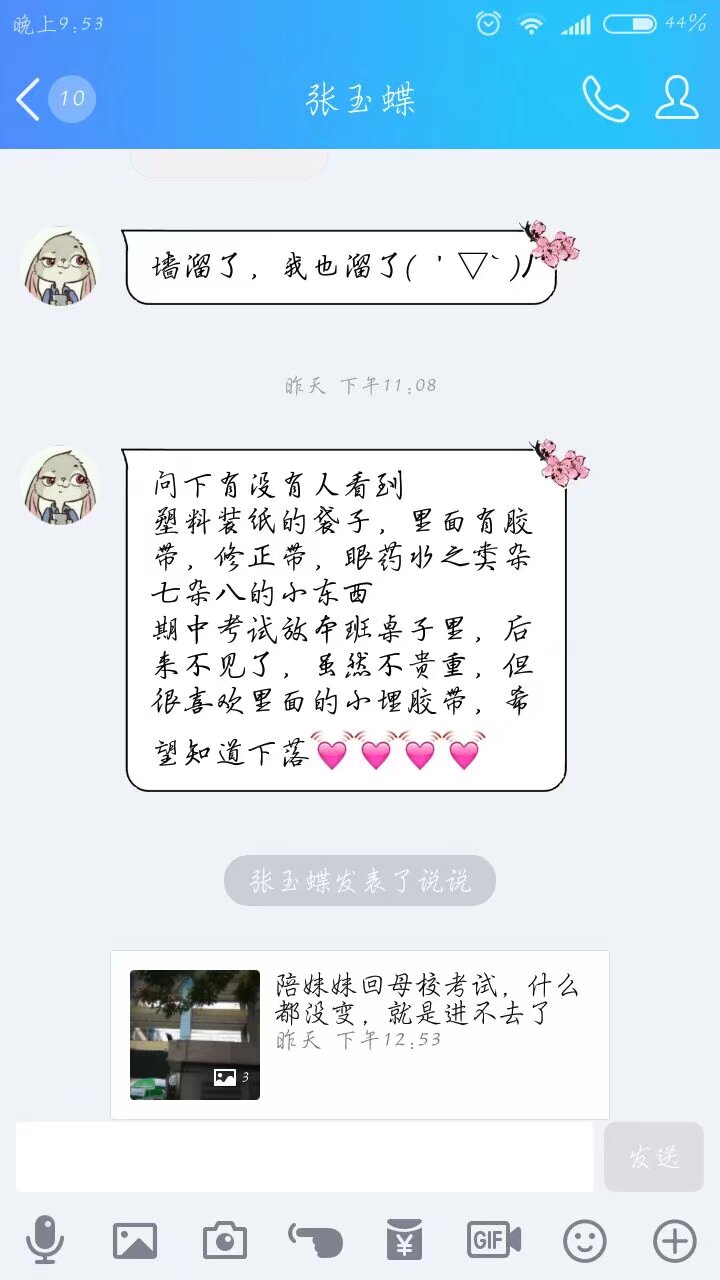 晚上9:53
44%
10
张玉蝶
墙溜了，我也溜了( ＇▽` )ﾉ
昨天 下午11:08
问下有没有人看到
塑料装纸的袋子，里面有胶
带，修正带，眼药水之类杂
七杂八的小东西
期中考试放本班桌子里，后
来不见了，虽然不贵重，但
很喜欢里面的小埋胶带，希
望知道下落💓💓💓💓
张玉蝶发表了说说
陪妹妹回母校考试，什么
都没变，就是进不去了
昨天 下午12:53
3
发送
GIF